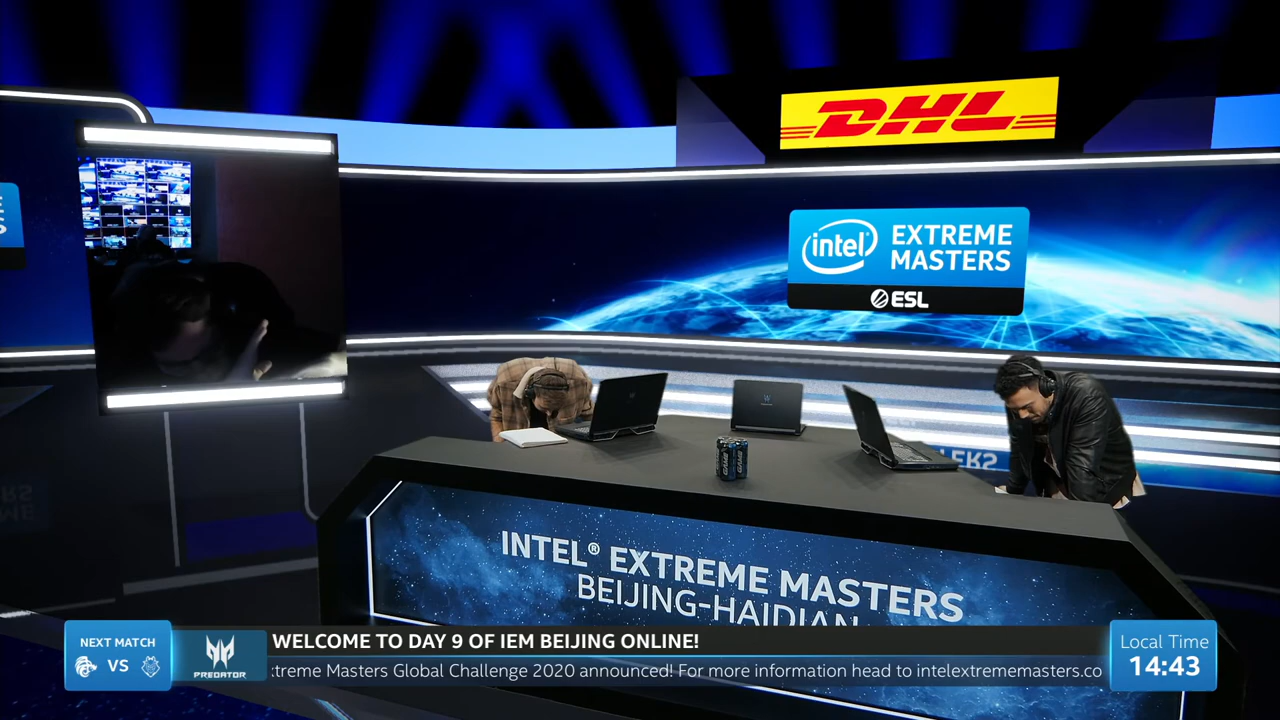 DHL
intel
EXTREME
MASTERS
ESL
INTEL® EXTREME MASTERS
BEIJING-HAIDIAN
NEXT MATCH
VS
PREDATOR
WELCOME TO DAY 9 OF IEM BEIJING ONLINE!
xtreme Masters Global Challenge 2020 announced! For more information head to intelextrememasters.co
Local Time
14:43